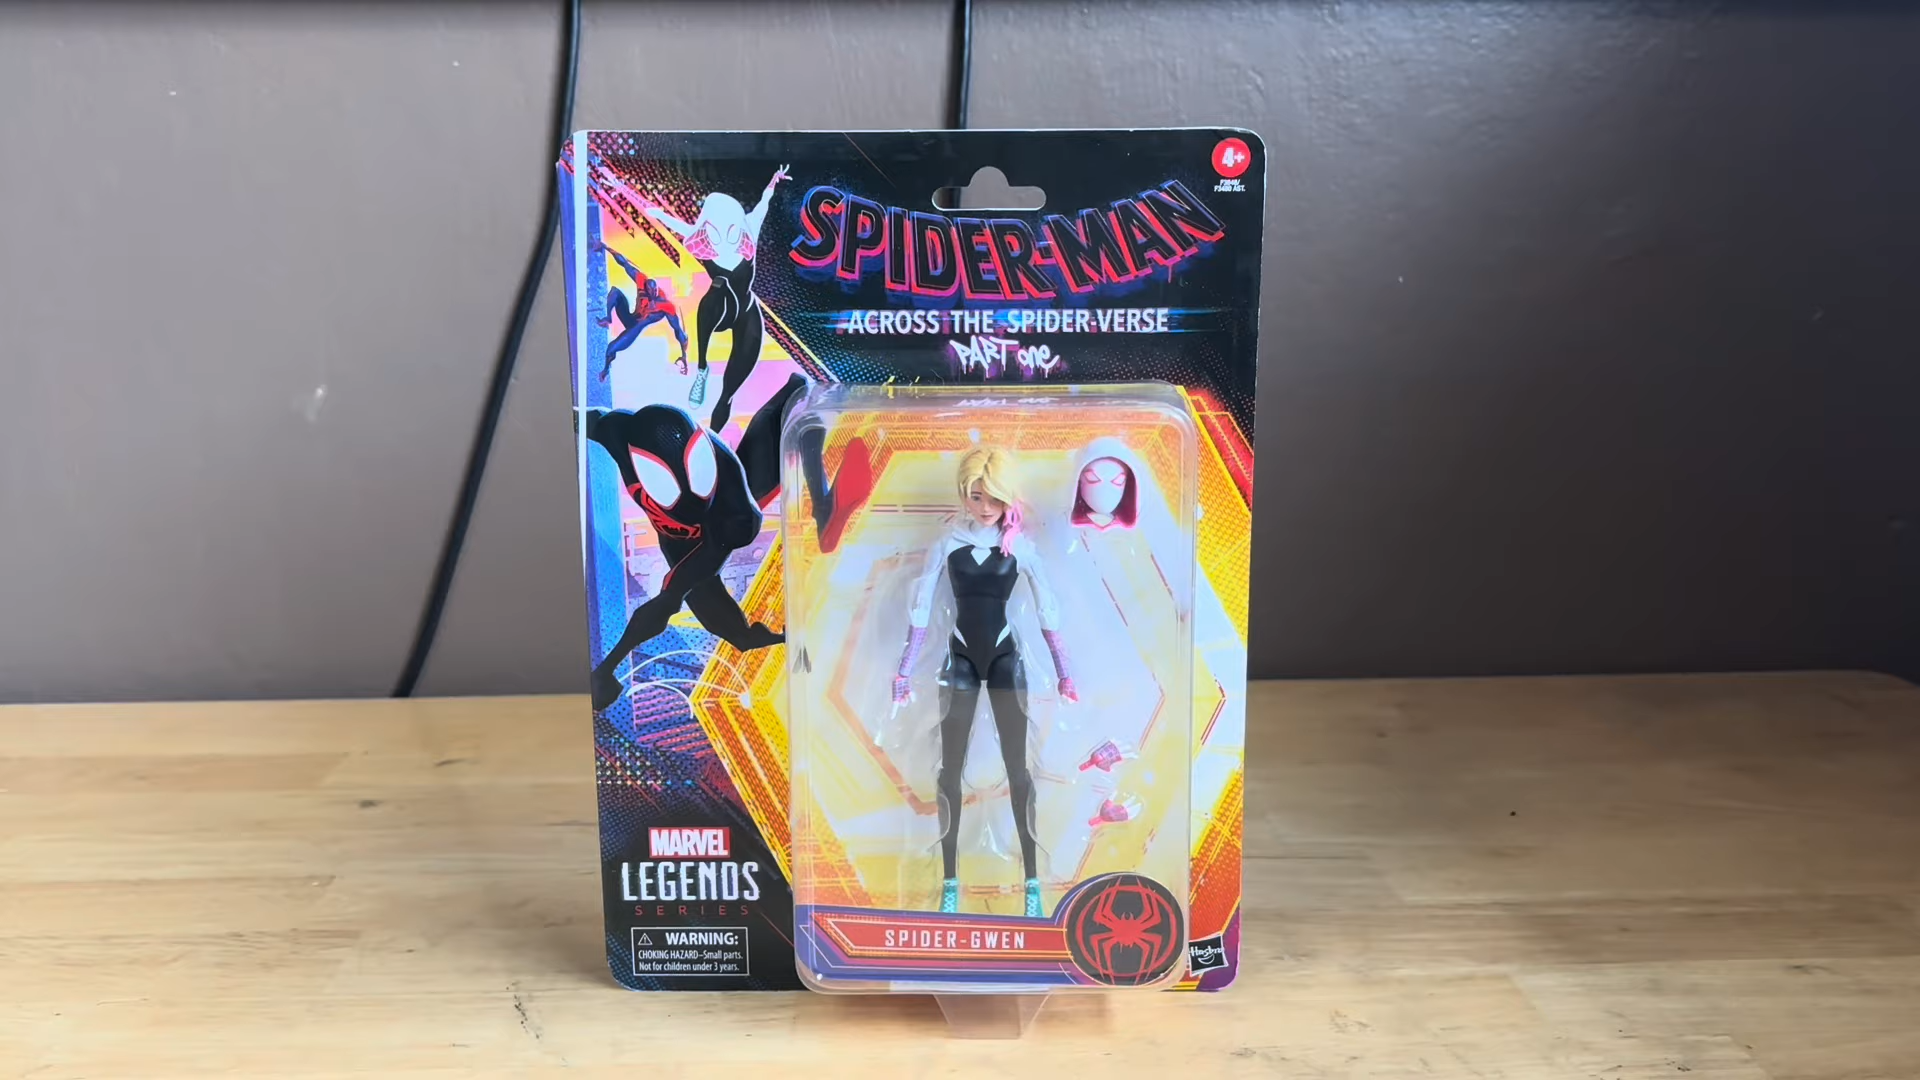 4+
SPIDER-MAN
ACROSS THE SPIDER-VERSE
PART one
MARVEL
LEGENDS
SERIES
⚠ WARNING:
CHOKING HAZARD–Small parts.
Not for children under 3 years.
SPIDER-GWEN
Hasbro